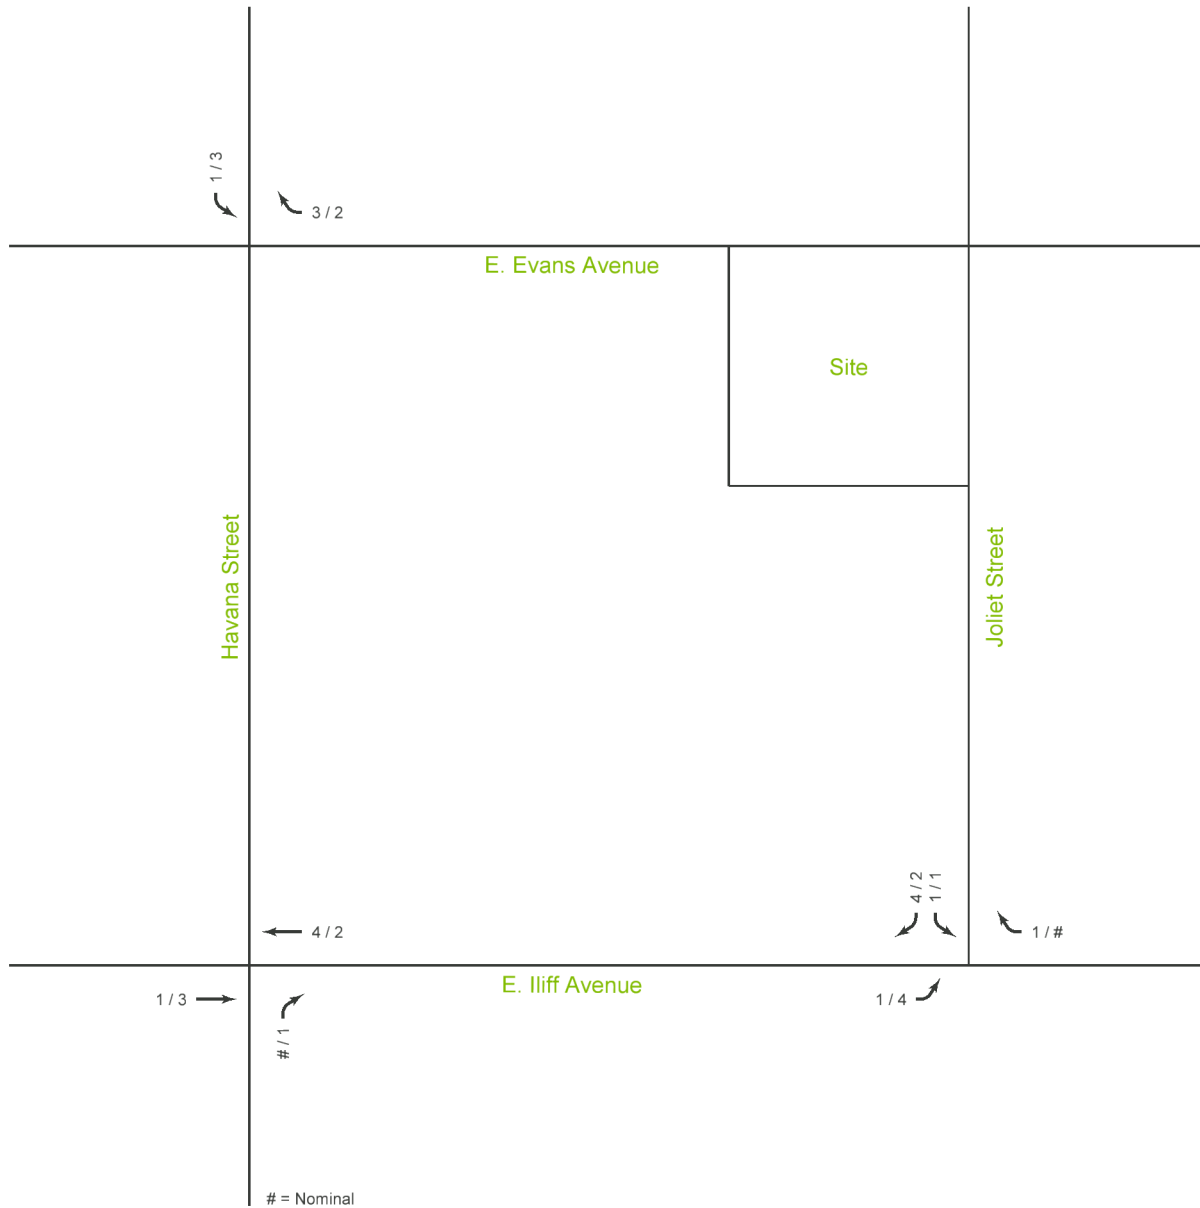 1 / 3
3 / 2
E. Evans Avenue
Site
Havana Street
Joliet Street
4 / 2
1 / 1
4 / 2
1 / #
E. Iliff Avenue
1 / 3
1 / 4
# / 1
# = Nominal